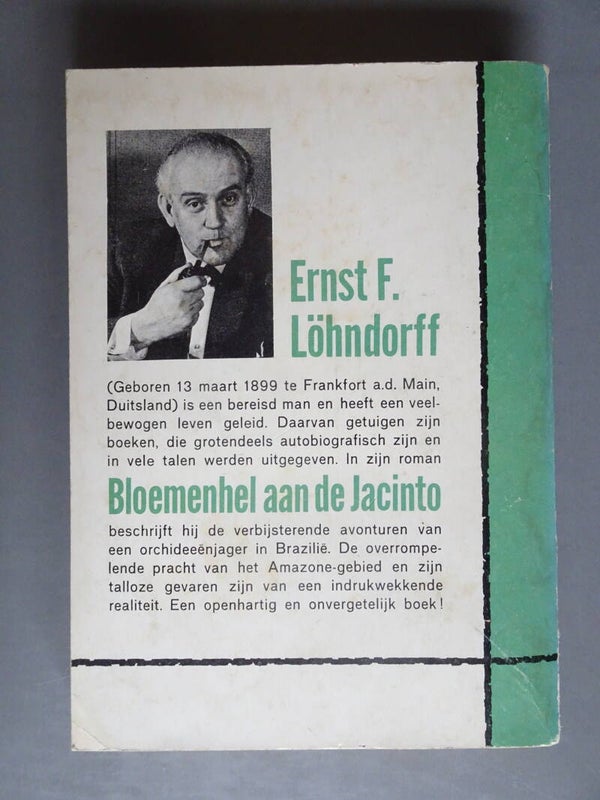 Ernst F.
Löhndorff
(Geboren 13 maart 1899 te Frankfort a.d. Main,
Duitsland) is een bereisd man en heeft een veel-
bewogen leven geleid. Daarvan getuigen zijn
boeken, die grotendeels autobiografisch zijn en
in vele talen werden uitgegeven. In zijn roman
Bloemenhel aan de Jacinto
beschrijft hij de verbijsterende avonturen van
een orchideeënjager in Brazilië. De overrompe-
lende pracht van het Amazone-gebied en zijn
talloze gevaren zijn van een indrukwekkende
realiteit. Een openhartig en onvergetelijk boek!